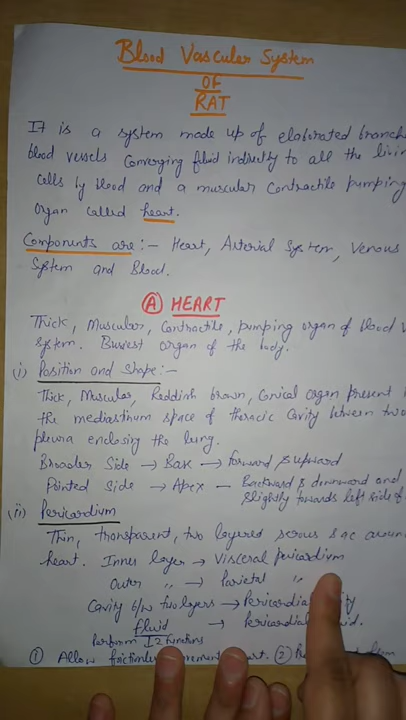 Blood Vascular System
OF
RAT
It is a system made up of elaborated branch
blood vessels converging fluid indirectly to all the livin
cells by blood and a muscular contractile pumping
organ called heart.
Components are:- Heart, Arterial System, Venous
System and Blood.
(A) HEART
Thick, Muscular, Contractile, pumping organ of blood v
system. Busiest organ of the body.
(i) Position and Shape:-
Thick, Muscular, Reddish brown, Conical organ present
the mediastinum space of thoracic cavity between two
pleura enclosing the lung.
Broader Side → Base → forward & upward
Pointed Side → Apex – Backward & downward and
slightly towards left side of
(ii) Pericardium
Thin, transparent, two layered serous sac aroun
heart. Inner layer → Visceral pericardium
Outer " → Parietal "
Cavity b/w two layers → Pericardia
fluid → Pericardial
Perform 12 functions
① Allow ②